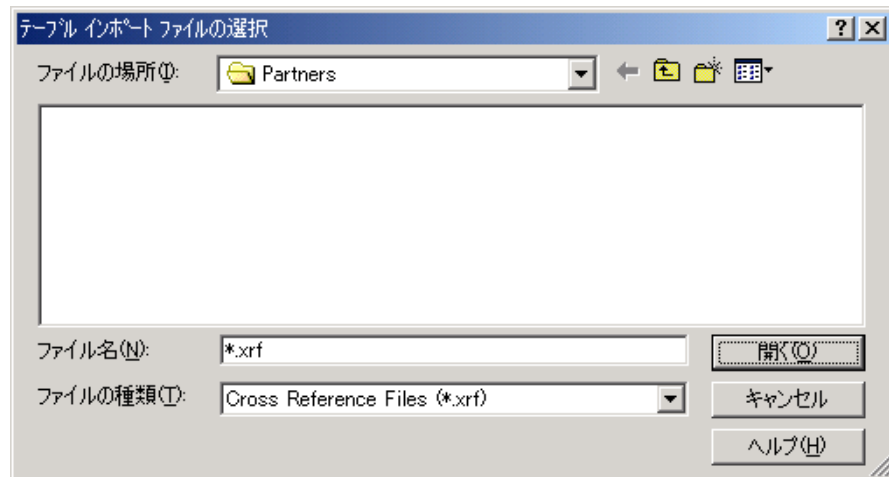 テーブル インポート ファイルの選択
ファイルの場所(I):
Partners
ファイル名(N):
*.xrf
開く(O)
ファイルの種類(T):
Cross Reference Files (*.xrf)
キャンセル
ヘルプ(H)